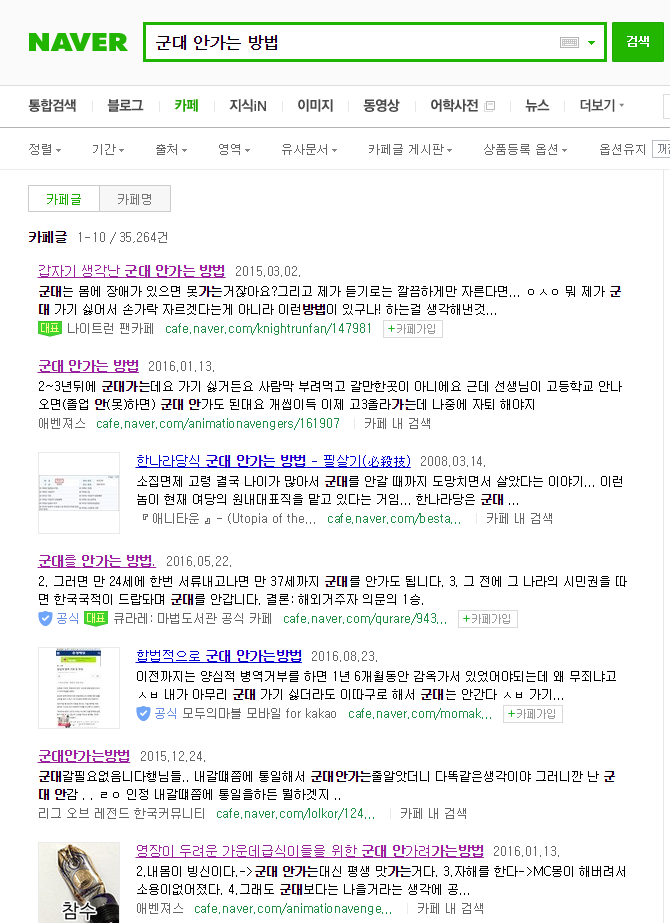 NAVER
군대 안가는 방법
검색
통합검색 블로그 카페 지식iN 이미지 동영상 어학사전 뉴스 더보기
정렬 기간 출처 영역 유사문서 카페글 게시판 상품등록 옵션 옵션유지
카페글 카페명
카페글 1-10 / 35,264건
갑자기 생각난 군대 안가는 방법 2015.03.02.
군대는 몸에 장애가 있으면 못가는거잖아요?그리고 제가 듣기로는 깔끔하게만 자른다면... ㅇㅅㅇ 뭐 제가 군
대 가기 싫어서 손가락 자르겟다는게 아니라 이런방법이 있구나! 하는걸 생각해낸것...
대표 나이트런 팬카페 cafe.naver.com/knightrunfan/147981 +카페가입
군대 안가는 방법 2016.01.13.
2~3년뒤에 군대가는데요 가기 싫거든요 사람막 부려먹고 갈만한곳이 아니에요 근데 선생님이 고등학교 안나
오면(졸업 안(못)하면) 군대 안가도 된대요 개씹이득 이제 고3올라가는데 나중에 자퇴 해야지
애벤져스 cafe.naver.com/animationavengers/161907 카페 내 검색
한나라당식 군대 안가는 방법 - 필살기(必殺技) 2008.03.14.
소집면제 고령 결국 나이가 많아서 군대를 안갈 때까지 도망치면서 살았다는 이야기... 이런
놈이 현재 여당의 원내대표직을 맡고 있다는 거임... 한나라당은 군대 ...
『애니타운 』- (Utopia of the... cafe.naver.com/besta... 카페 내 검색
군대를 안가는 방법. 2016.05.22.
2. 그러면 만 24세에 한번 서류내고나면 만 37세까지 군대를 안가도 됩니다. 3. 그 전에 그 나라의 시민권을 따
면 한국국적이 드랍돠며 군대를 안갑니다. 결론: 해외거주자 의문의 1승.
공식 대표 큐라레: 마법도서관 공식 카페 cafe.naver.com/qurare/943... +카페가입
합법적으로 군대 안가는방법 2016.08.23.
이전까지는 양심적 병역거부를 하면 1년 6개월동안 감옥가서 있었어야되는데 왜 무죄냐고
ㅅㅂ 내가 아무리 군대 가기 싫더라도 이따구로 해서 군대는 안간다 ㅅㅂ 가기...
공식 모두의마블 모바일 for kakao cafe.naver.com/momak... +카페가입
군대안가는방법 2015.12.24.
군대갈필요없음니다행님들.. 내갈떄쯤에 통일해서 군대안가는줄알앗더니 다똑같은생각이야 그러니깐 난 군
대 안감 . . ㄹㅇ 인정 내갈떄쯤에 통일을하든 뭘하겟지 ..
리그 오브 레전드 한국커뮤니티 cafe.naver.com/lolkor/124... 카페 내 검색
영장이 두려운 가운데급식이들을 위한 군대 안가려가는방법 2016.01.13.
2.내몸이 빙신이다.->군대 안가는대신 평생 맛가는거다. 3.자해를 한다->MC몽이 해버려서
소용이없어졌다. 4.그래도 군대보다는 나을거라는 생각에 공...
참수
애벤져스 cafe.naver.com/animationavenge... 카페 내 검색